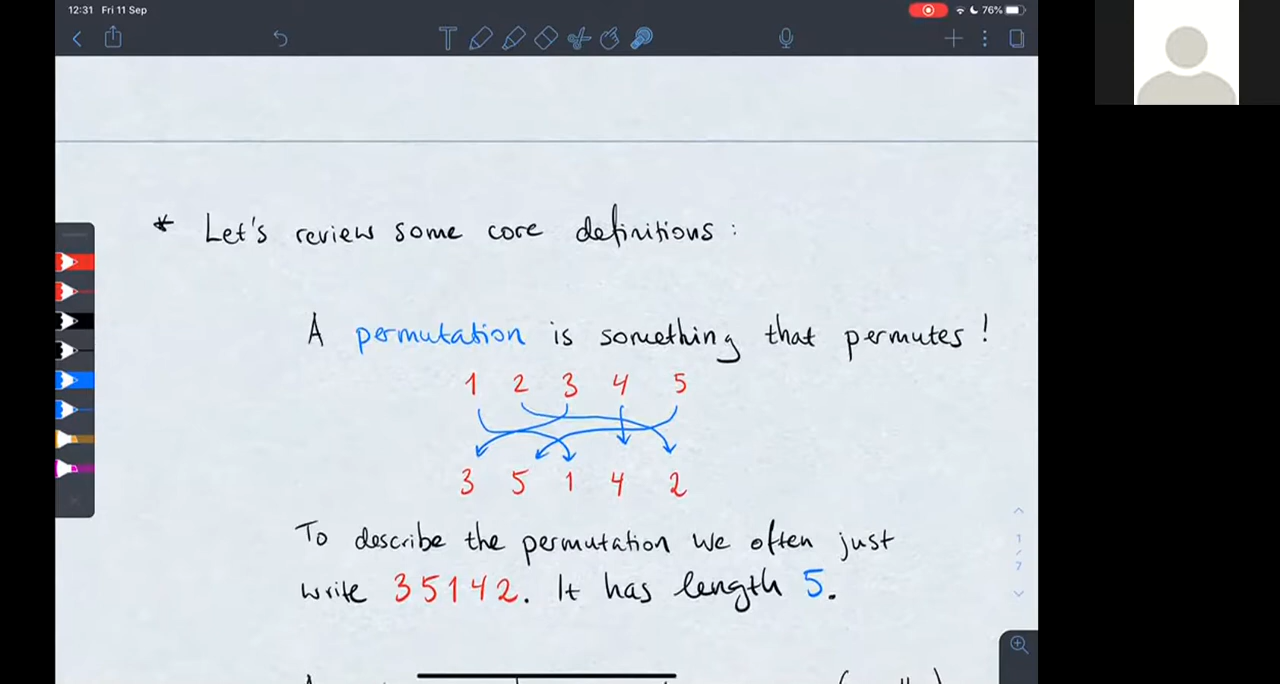 12:31 Fri 11 Sep
76%
* Let's review some core definitions :
A permutation is something that permutes !
1 2 3 4 5
3 5 1 4 2
To describe the permutation we often just
write 35142. It has length 5.
1
/
7